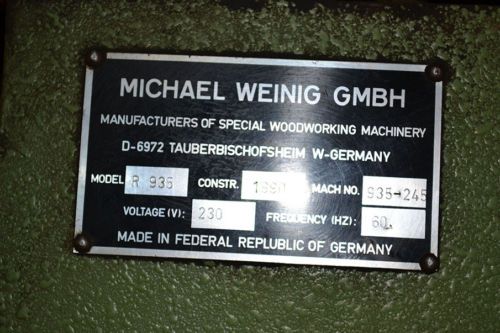 MICHAEL WEINIG GMBH
MANUFACTURERS OF SPECIAL WOODWORKING MACHINERY
D-6972 TAUBERBISCHOFSHEIM W-GERMANY
MODEL R 935 CONSTR. 1990 MACH NO. 935-245
VOLTAGE (V): 230 FREQUENCY (HZ): 60
MADE IN FEDERAL REPUBLIC OF GERMANY